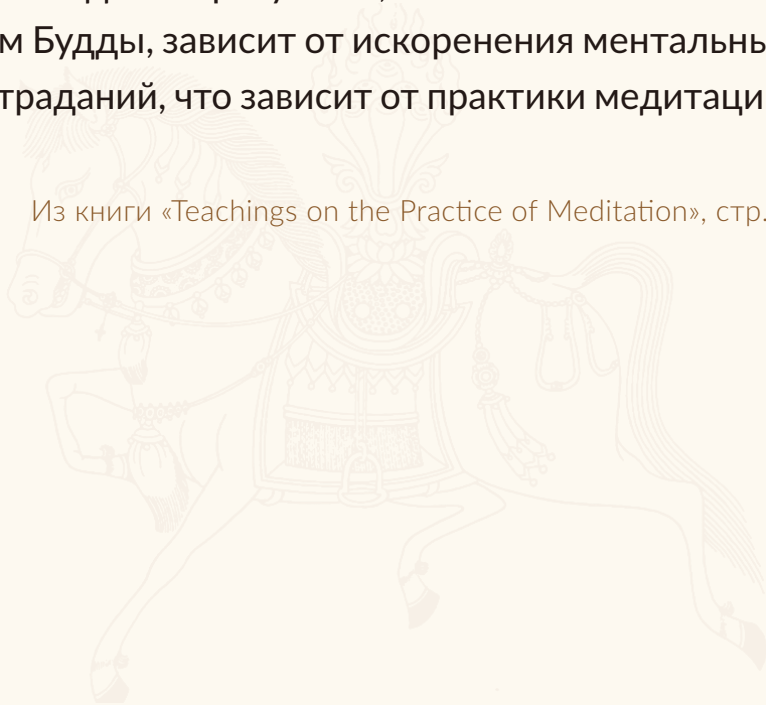 м Будды, зависит от искоренения ментальны
траданий, что зависит от практики медитаци
Из книги «Teachings on the Practice of Meditation», стр.